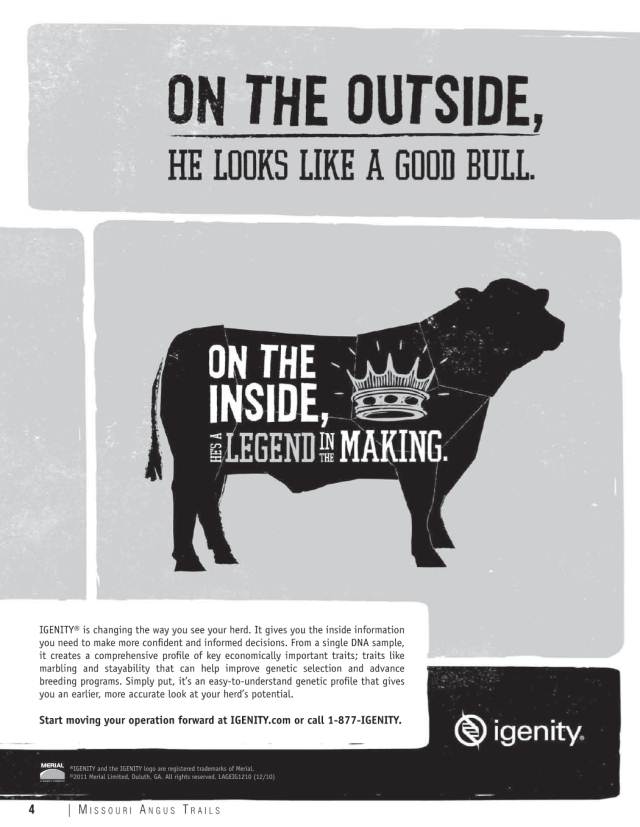 ON THE OUTSIDE,
HE LOOKS LIKE A GOOD BULL.
ON THE
INSIDE,
HE'S A LEGEND IN THE MAKING.
IGENITY® is changing the way you see your herd. It gives you the inside information
you need to make more confident and informed decisions. From a single DNA sample,
it creates a comprehensive profile of key economically important traits; traits like
marbling and stayability that can help improve genetic selection and advance
breeding programs. Simply put, it's an easy-to-understand genetic profile that gives
you an earlier, more accurate look at your herd's potential.
Start moving your operation forward at IGENITY.com or call 1-877-IGENITY.
igenity®
MERIAL
®IGENITY and the IGENITY logo are registered trademarks of Merial.
©2011 Merial Limited, Duluth, GA. All rights reserved. LAGEIG1210 (12/10)
4 | MISSOURI ANGUS TRAILS